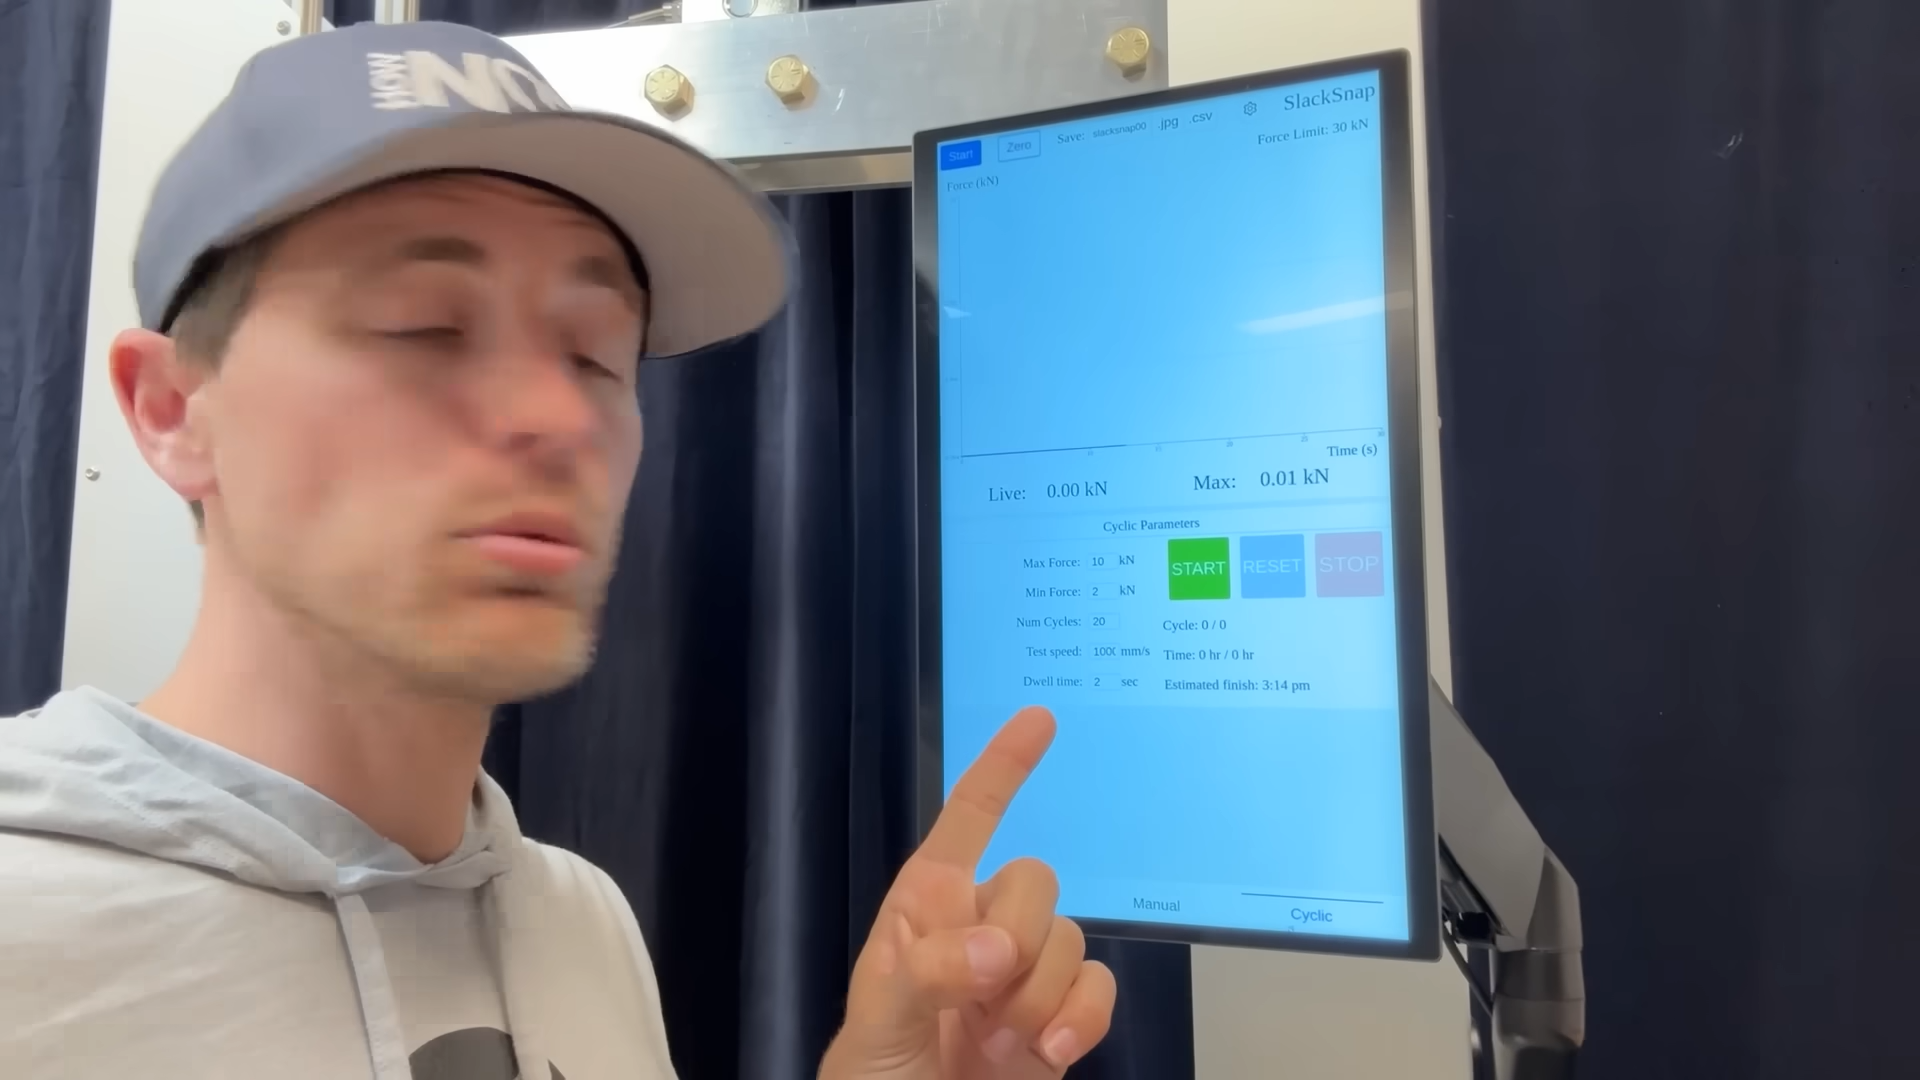 HOW
NO
SlackSnap
Start Zero Save: slacksnap00 .jpg .csv
Force Limit: 30 kN
Force (kN)
Time (s)
Live: 0.00 kN Max: 0.01 kN
Cyclic Parameters
Max Force: 10 kN
Min Force: 2 kN
Num Cycles: 20
Test speed: 100 mm/s
Dwell time: 2 sec
START RESET STOP
Cycle: 0 / 0
Time: 0 hr / 0 hr
Estimated finish: 3:14 pm
Manual Cyclic